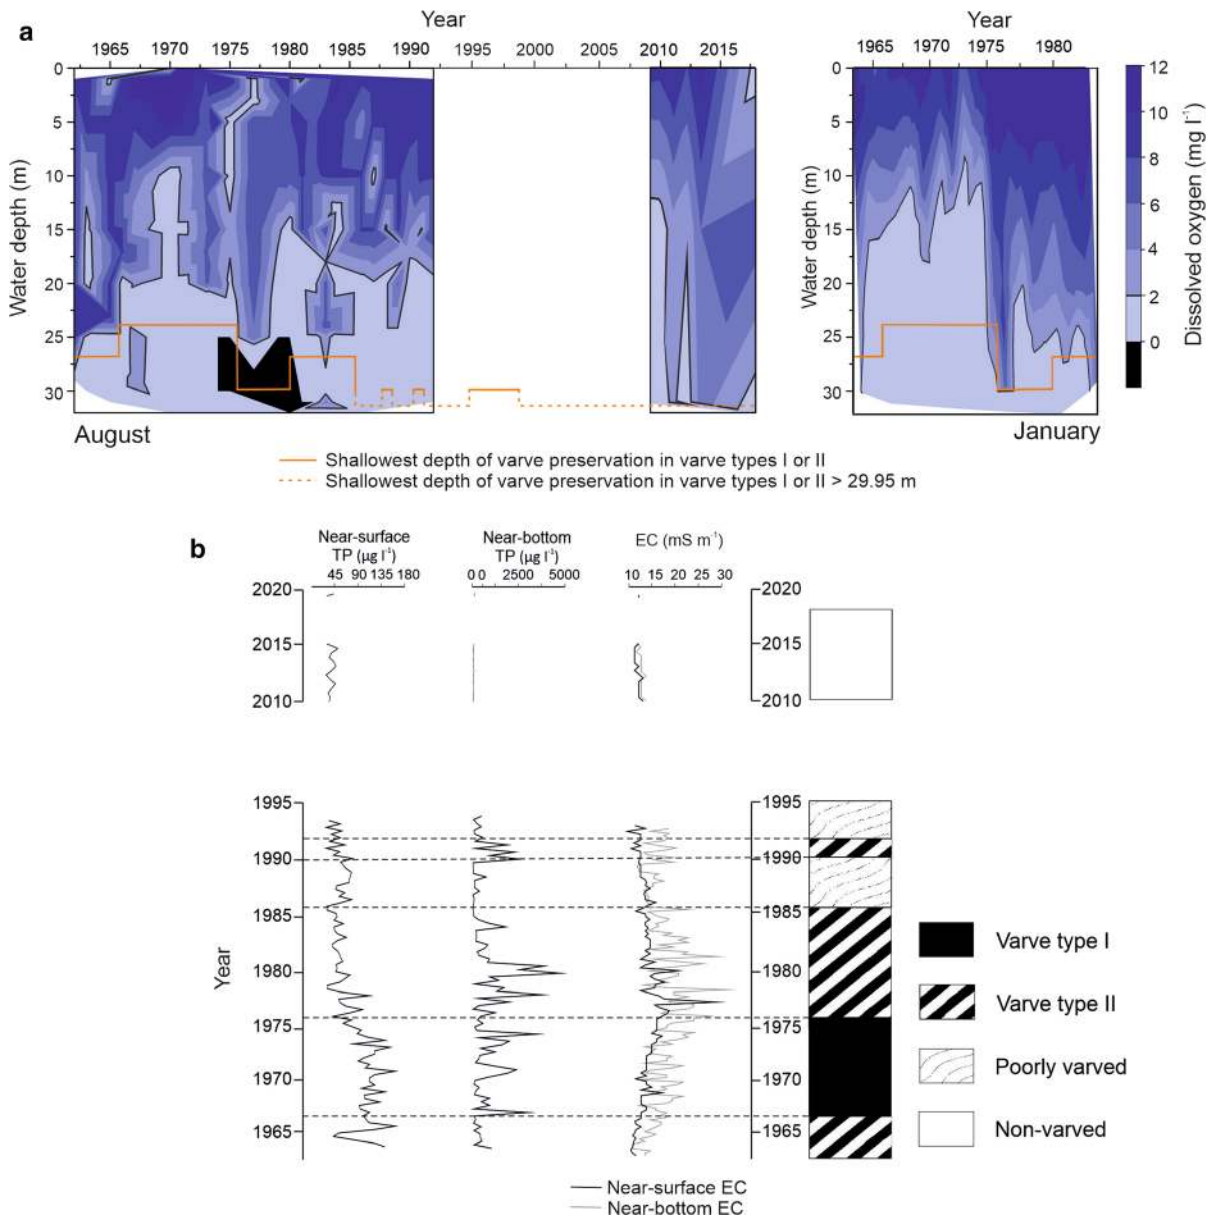 a
Year
Year
1965 1970 1975 1980 1985 1990 1995 2000 2005 2010 2015
1965 1970 1975 1980
0
5
10
15
20
25
30
Water depth (m)
0
5
10
15
20
25
30
Water depth (m)
12
10
8
6
4
2
0
Dissolved oxygen (mg l⁻¹)
August
January
Shallowest depth of varve preservation in varve types I or II
Shallowest depth of varve preservation in varve types I or II > 29.95 m
b
Near-surface
TP (µg l⁻¹)
45 90 135 180
Near-bottom
TP (µg l⁻¹)
0 0 2500 5000
EC (mS m⁻¹)
10 15 20 25 30
2020
2015
2010
1995
1990
1985
1980
1975
1970
1965
Year
2020
2015
2010
1995
1990
1985
1980
1975
1970
1965
Varve type I
Varve type II
Poorly varved
Non-varved
Near-surface EC
Near-bottom EC